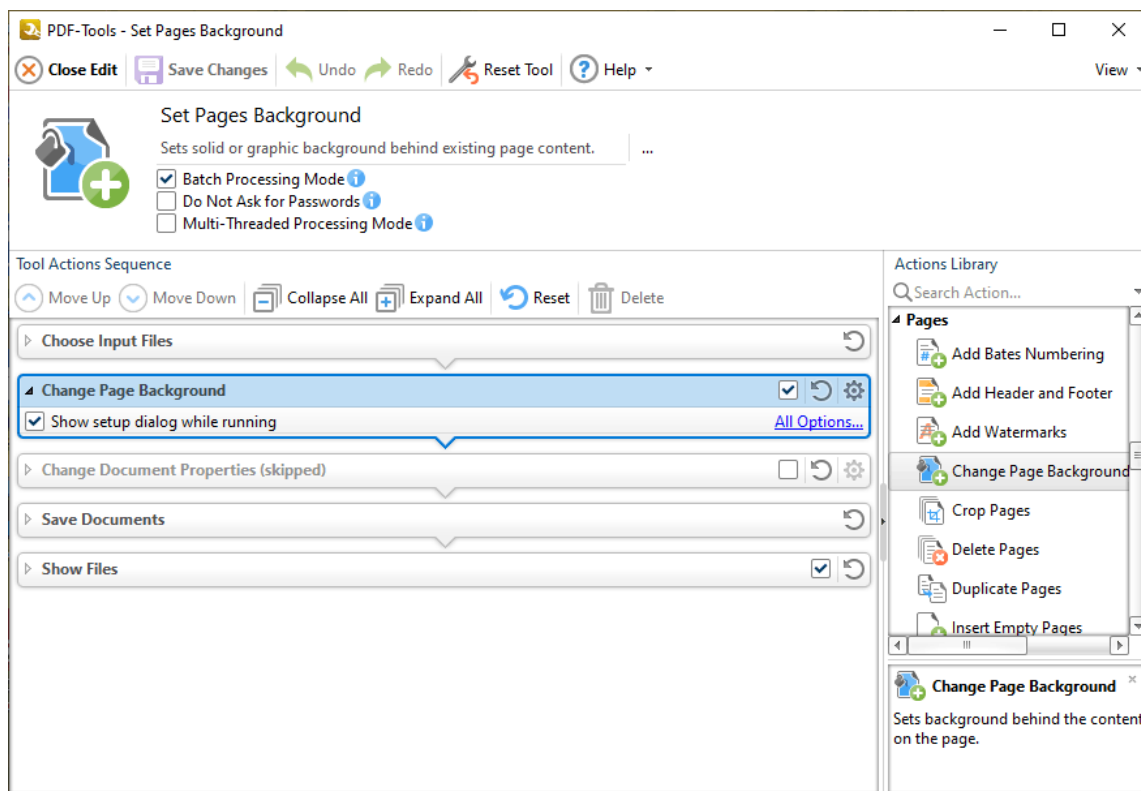 PDF-Tools - Set Pages Background
Close Edit Save Changes Undo Redo Reset Tool Help View
Set Pages Background
Sets solid or graphic background behind existing page content. ...
Batch Processing Mode
Do Not Ask for Passwords
Multi-Threaded Processing Mode
Tool Actions Sequence
Move Up Move Down Collapse All Expand All Reset Delete
Choose Input Files
Change Page Background
Show setup dialog while running All Options...
Change Document Properties (skipped)
Save Documents
Show Files
Actions Library
Search Action...
Pages
Add Bates Numbering
Add Header and Footer
Add Watermarks
Change Page Background
Crop Pages
Delete Pages
Duplicate Pages
Insert Empty Pages
Change Page Background
Sets background behind the content
on the page.